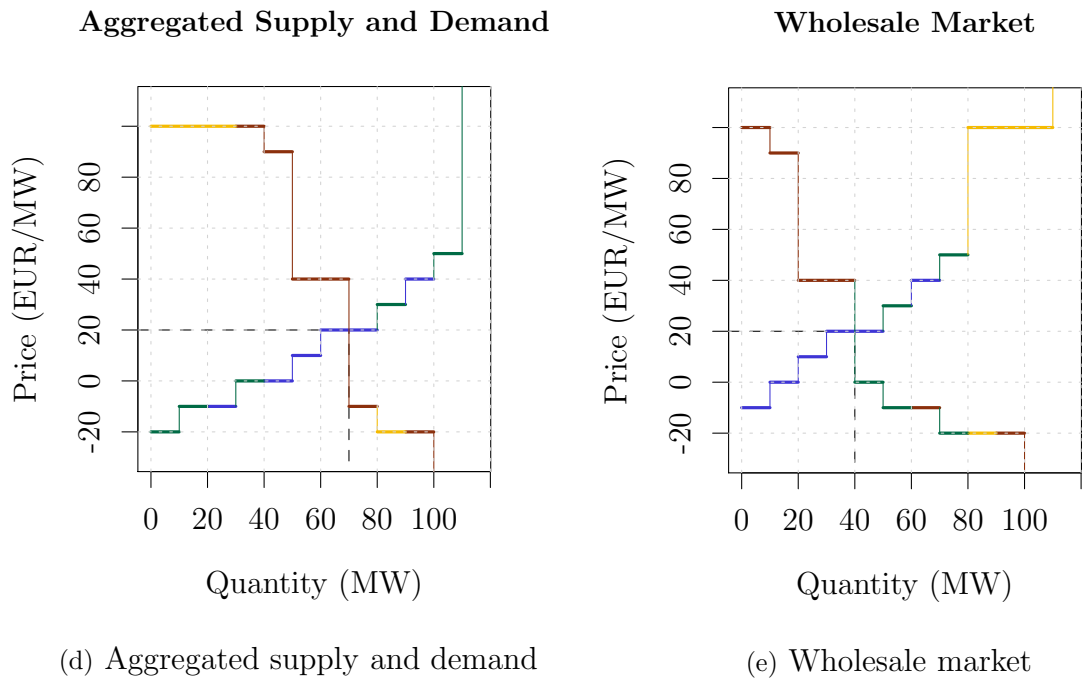 Aggregated Supply and Demand
Wholesale Market
Price (EUR/MW)
80
60
40
20
0
-20
0 20 40 60 80 100
Quantity (MW)
Price (EUR/MW)
80
60
40
20
0
-20
0 20 40 60 80 100
Quantity (MW)
(d) Aggregated supply and demand
(e) Wholesale market